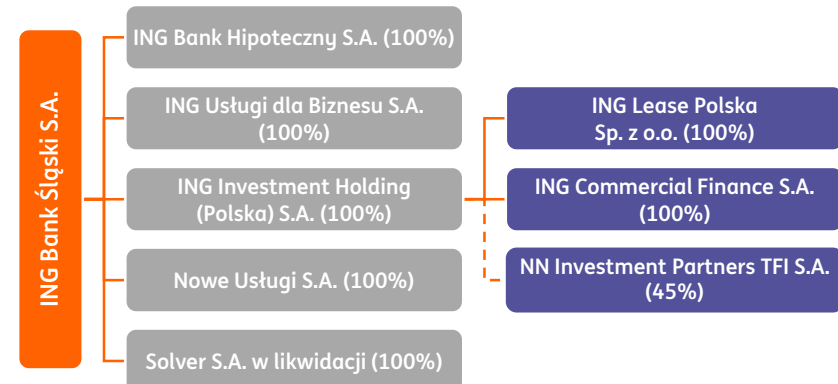 ING Bank Śląski S.A.
ING Bank Hipoteczny S.A. (100%)
ING Usługi dla Biznesu S.A.
(100%)
ING Investment Holding
(Polska) S.A. (100%)
Nowe Usługi S.A. (100%)
Solver S.A. w likwidacji (100%)
ING Lease Polska
Sp. z o.o. (100%)
ING Commercial Finance S.A.
(100%)
NN Investment Partners TFI S.A.
(45%)